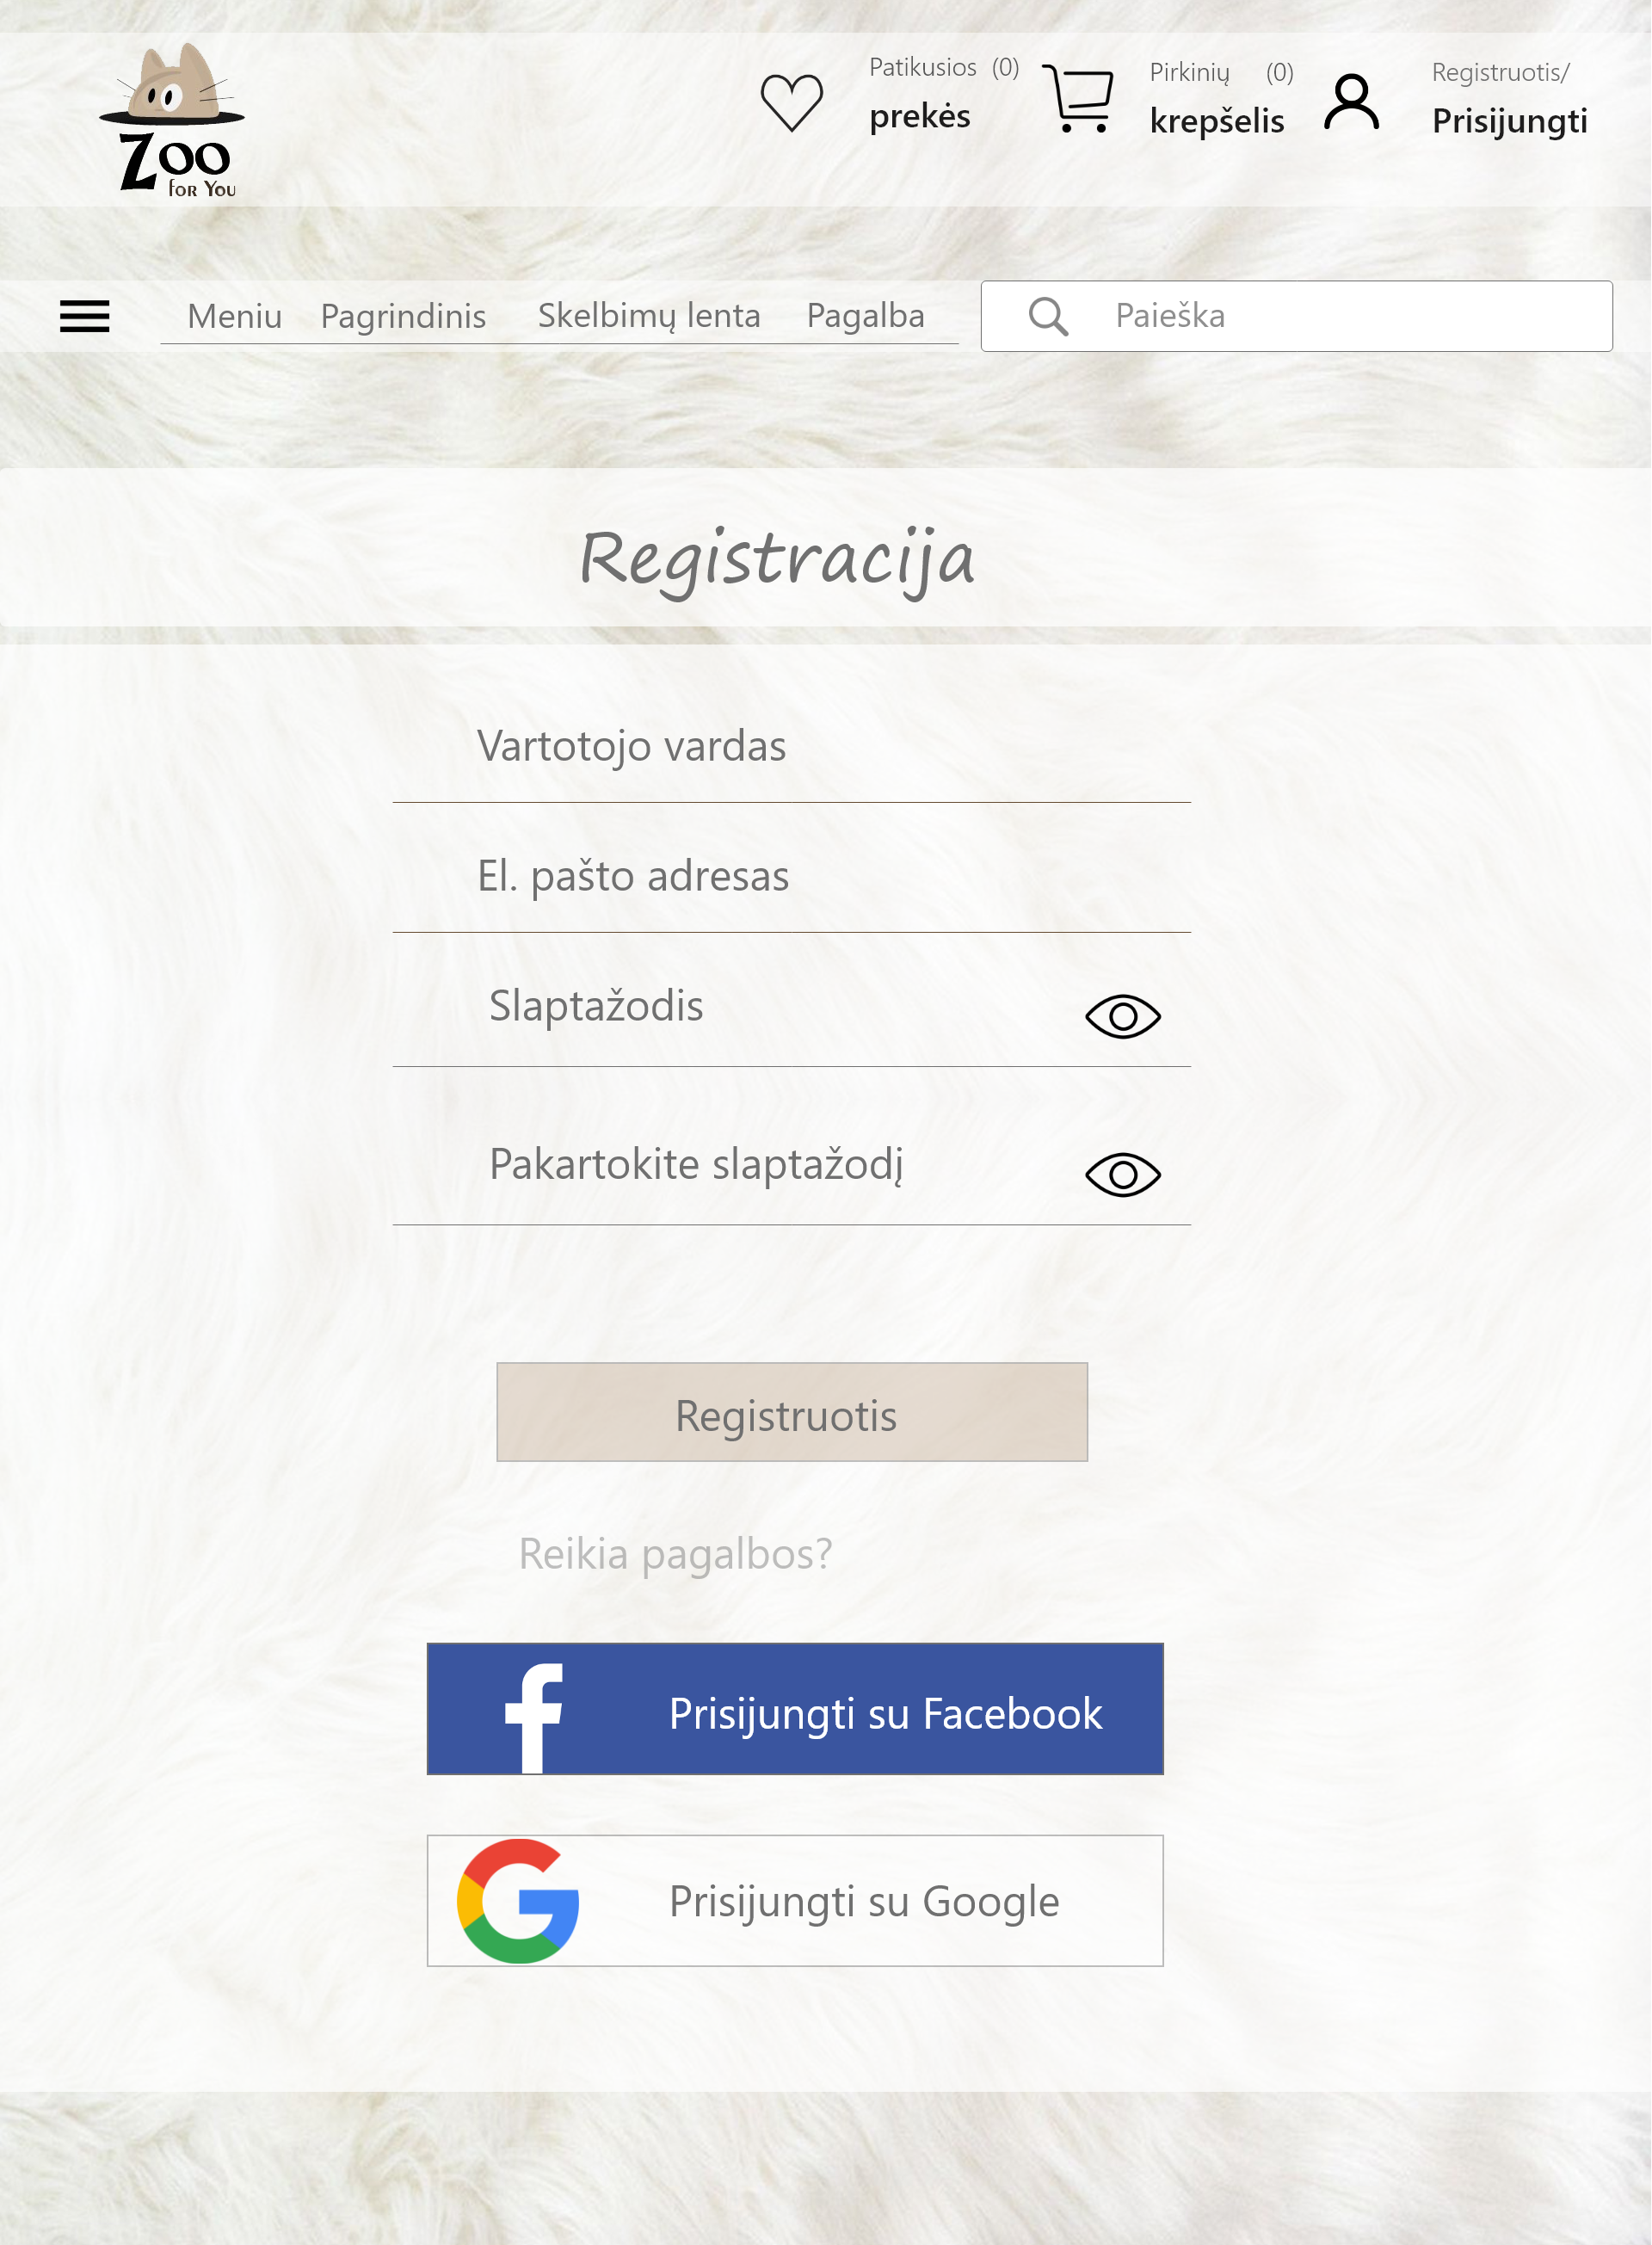 Zoo
for You
Patikusios (0)
prekės
Pirkinių (0)
krepšelis
Registruotis/
Prisijungti
Meniu Pagrindinis Skelbimų lenta Pagalba
Paieška
Registracija
Vartotojo vardas
El. pašto adresas
Slaptažodis
Pakartokite slaptažodį
Registruotis
Reikia pagalbos?
Prisijungti su Facebook
Prisijungti su Google